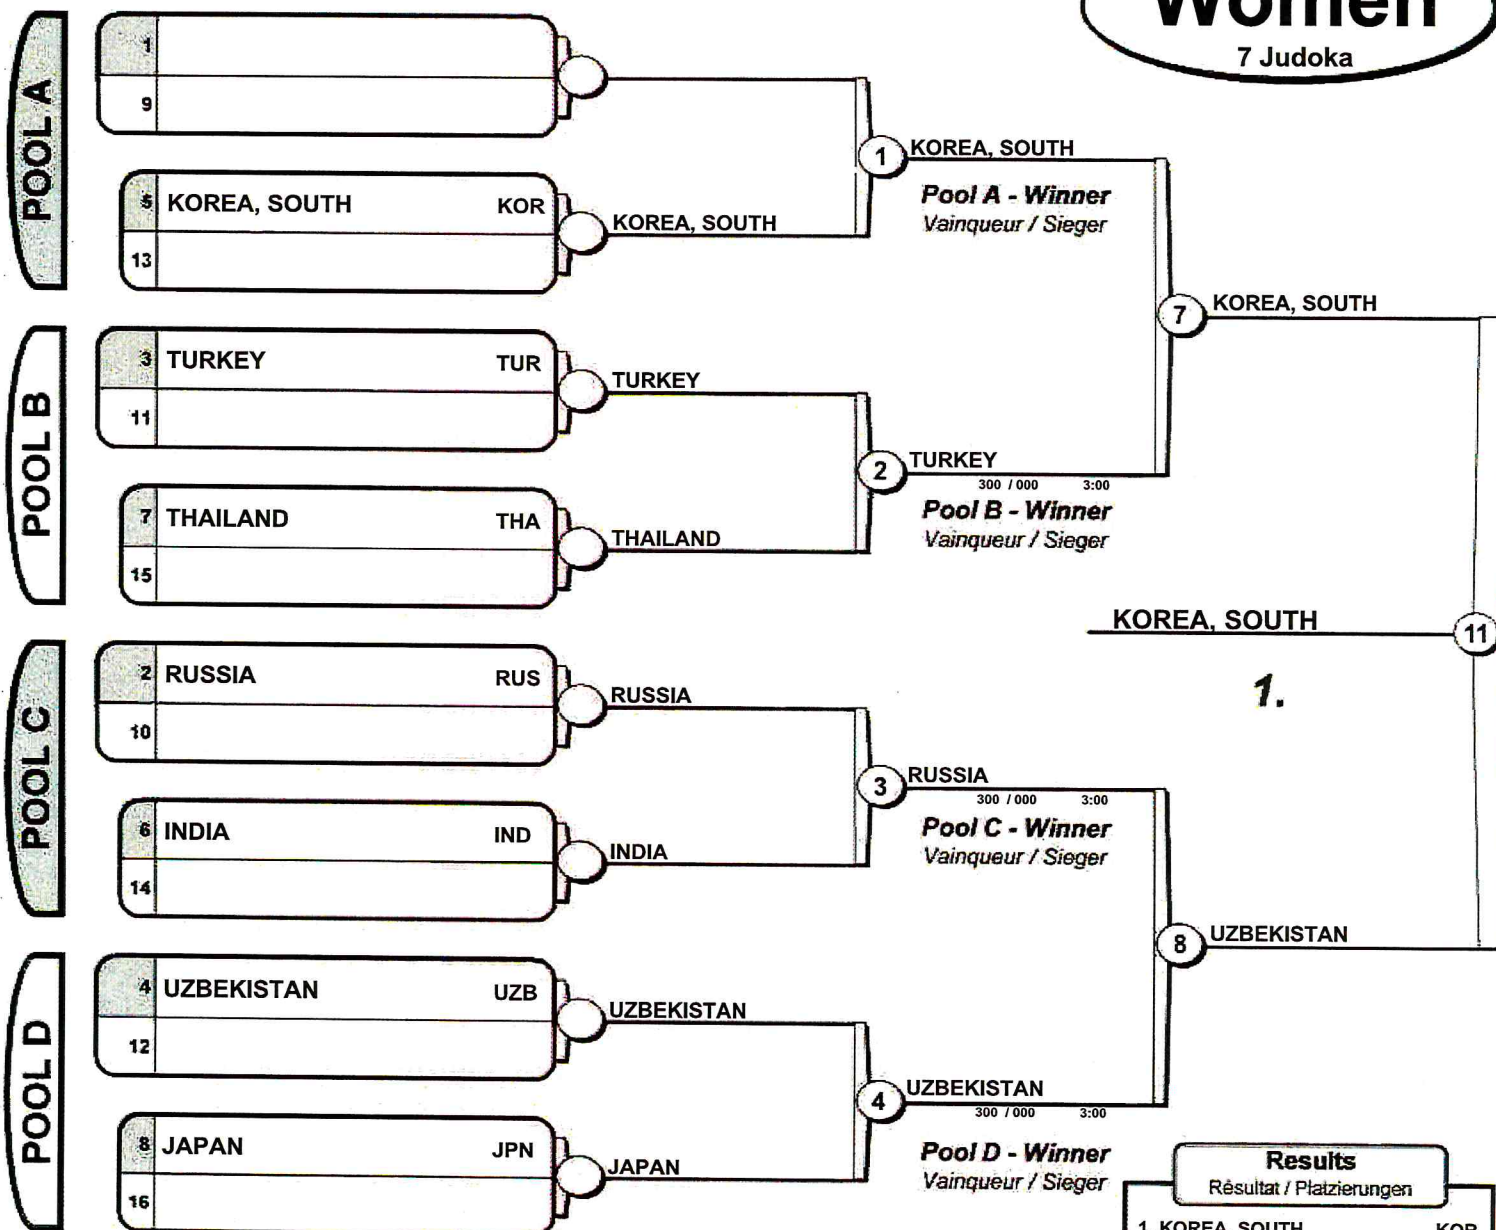 Women
7 Judoka
POOL A
1
9
5 KOREA, SOUTH KOR
13
KOREA, SOUTH
1 KOREA, SOUTH
Pool A - Winner
Vainqueur / Sieger
7 KOREA, SOUTH
POOL B
3 TURKEY TUR
11
TURKEY
7 THAILAND THA
15
THAILAND
2 TURKEY
300 / 000 3:00
Pool B - Winner
Vainqueur / Sieger
KOREA, SOUTH 11
1.
POOL C
2 RUSSIA RUS
10
RUSSIA
6 INDIA IND
14
INDIA
3 RUSSIA
300 / 000 3:00
Pool C - Winner
Vainqueur / Sieger
8 UZBEKISTAN
POOL D
4 UZBEKISTAN UZB
12
UZBEKISTAN
8 JAPAN JPN
16
JAPAN
4 UZBEKISTAN
300 / 000 3:00
Pool D - Winner
Vainqueur / Sieger
Results
Résultat / Platzierungen
1. KOREA, SOUTH KOR